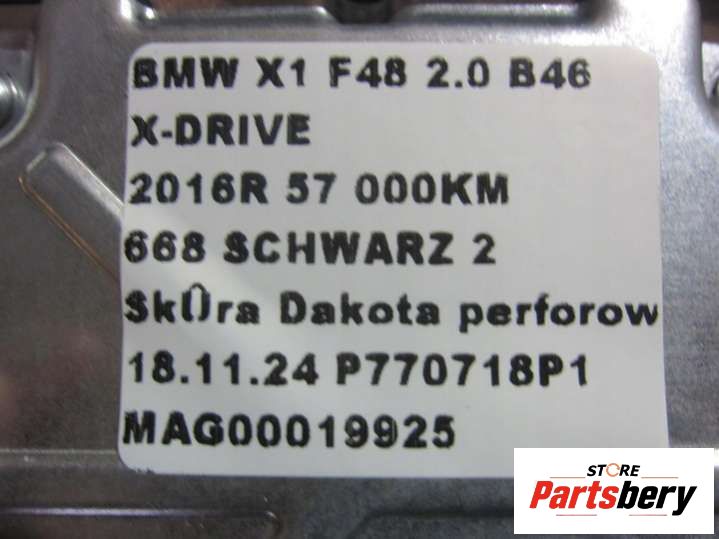 BMW X1 F48 2.0 B46
X-DRIVE
2016R 57 000KM
668 SCHWARZ 2
SkÛra Dakota perforow
18.11.24 P770718P1
MAG00019925
STORE
Partsbery